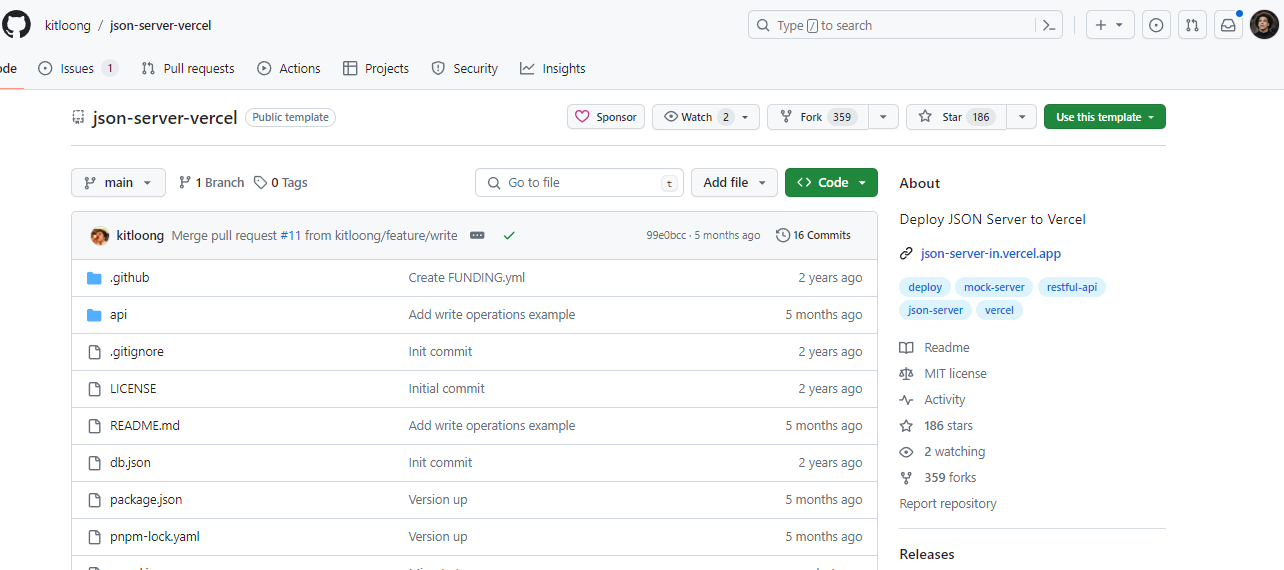 kitloong / json-server-vercel
Type / to search
ode Issues 1 Pull requests Actions Projects Security Insights
json-server-vercel Public template
Sponsor Watch 2 Fork 359 Star 186 Use this template
main 1 Branch 0 Tags Go to file t Add file Code
kitloong Merge pull request #11 from kitloong/feature/write 99e0bcc · 5 months ago 16 Commits
.github Create FUNDING.yml 2 years ago
api Add write operations example 5 months ago
.gitignore Init commit 2 years ago
LICENSE Initial commit 2 years ago
README.md Add write operations example 5 months ago
db.json Init commit 2 years ago
package.json Version up 5 months ago
pnpm-lock.yaml Version up 5 months ago
About
Deploy JSON Server to Vercel
json-server-in.vercel.app
deploy mock-server restful-api
json-server vercel
Readme
MIT license
Activity
186 stars
2 watching
359 forks
Report repository
Releases